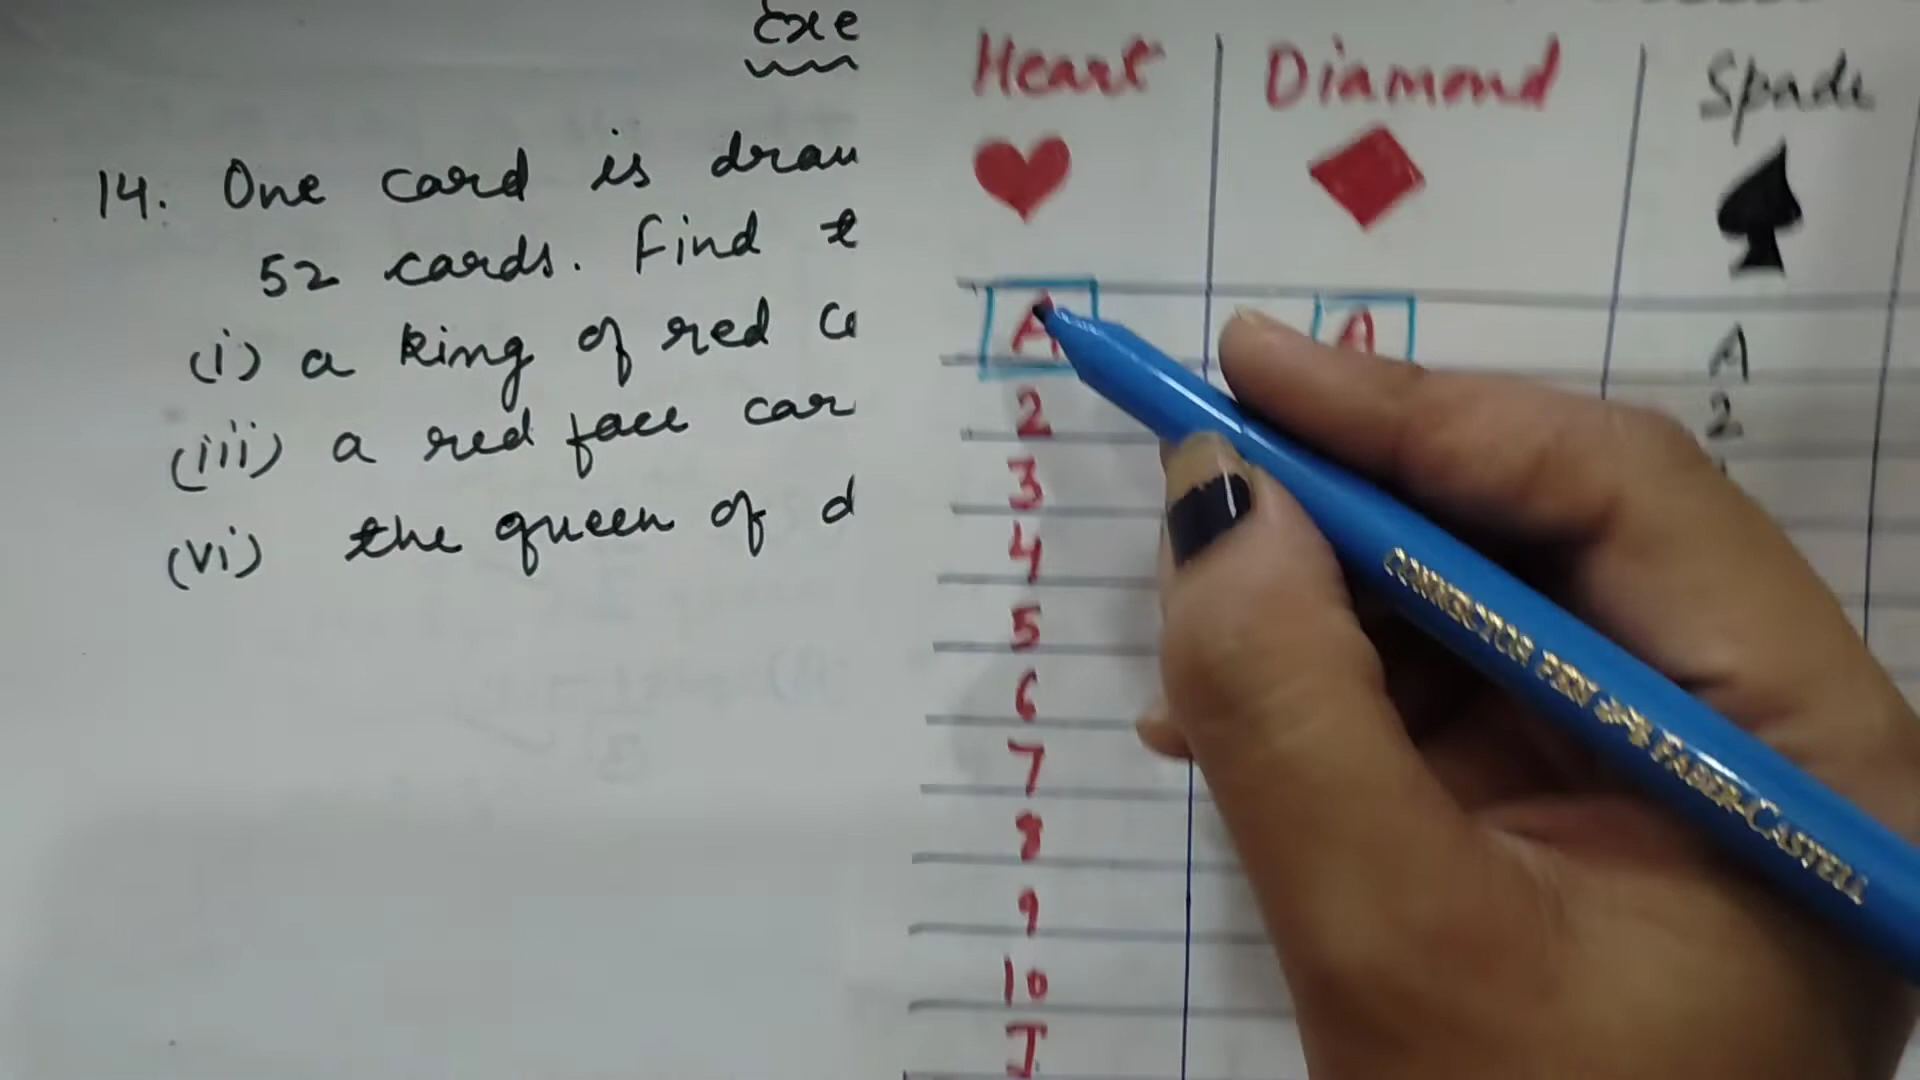 Exe
14. One card is draw
52 cards. Find t
(i) a king of red ca
(iii) a red face car
(vi) the queen of d
Heart Diamond Spade
A A A
2 2
3
4
5
6
7
8
9
10
J
CONNECTOR PEN FABER-CASTELL